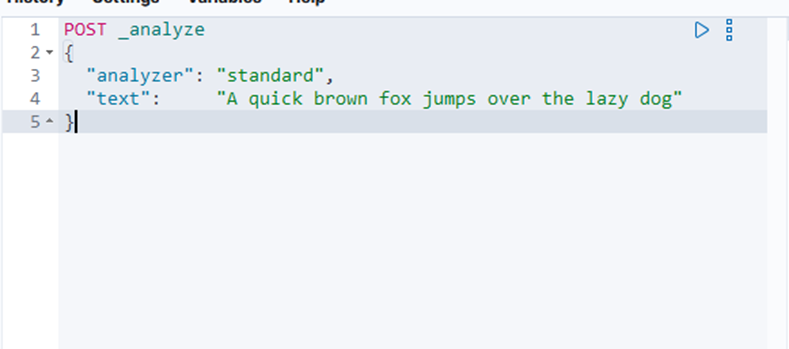 History Settings Variables Help
1 POST _analyze
2 {
3 "analyzer": "standard",
4 "text": "A quick brown fox jumps over the lazy dog"
5 }